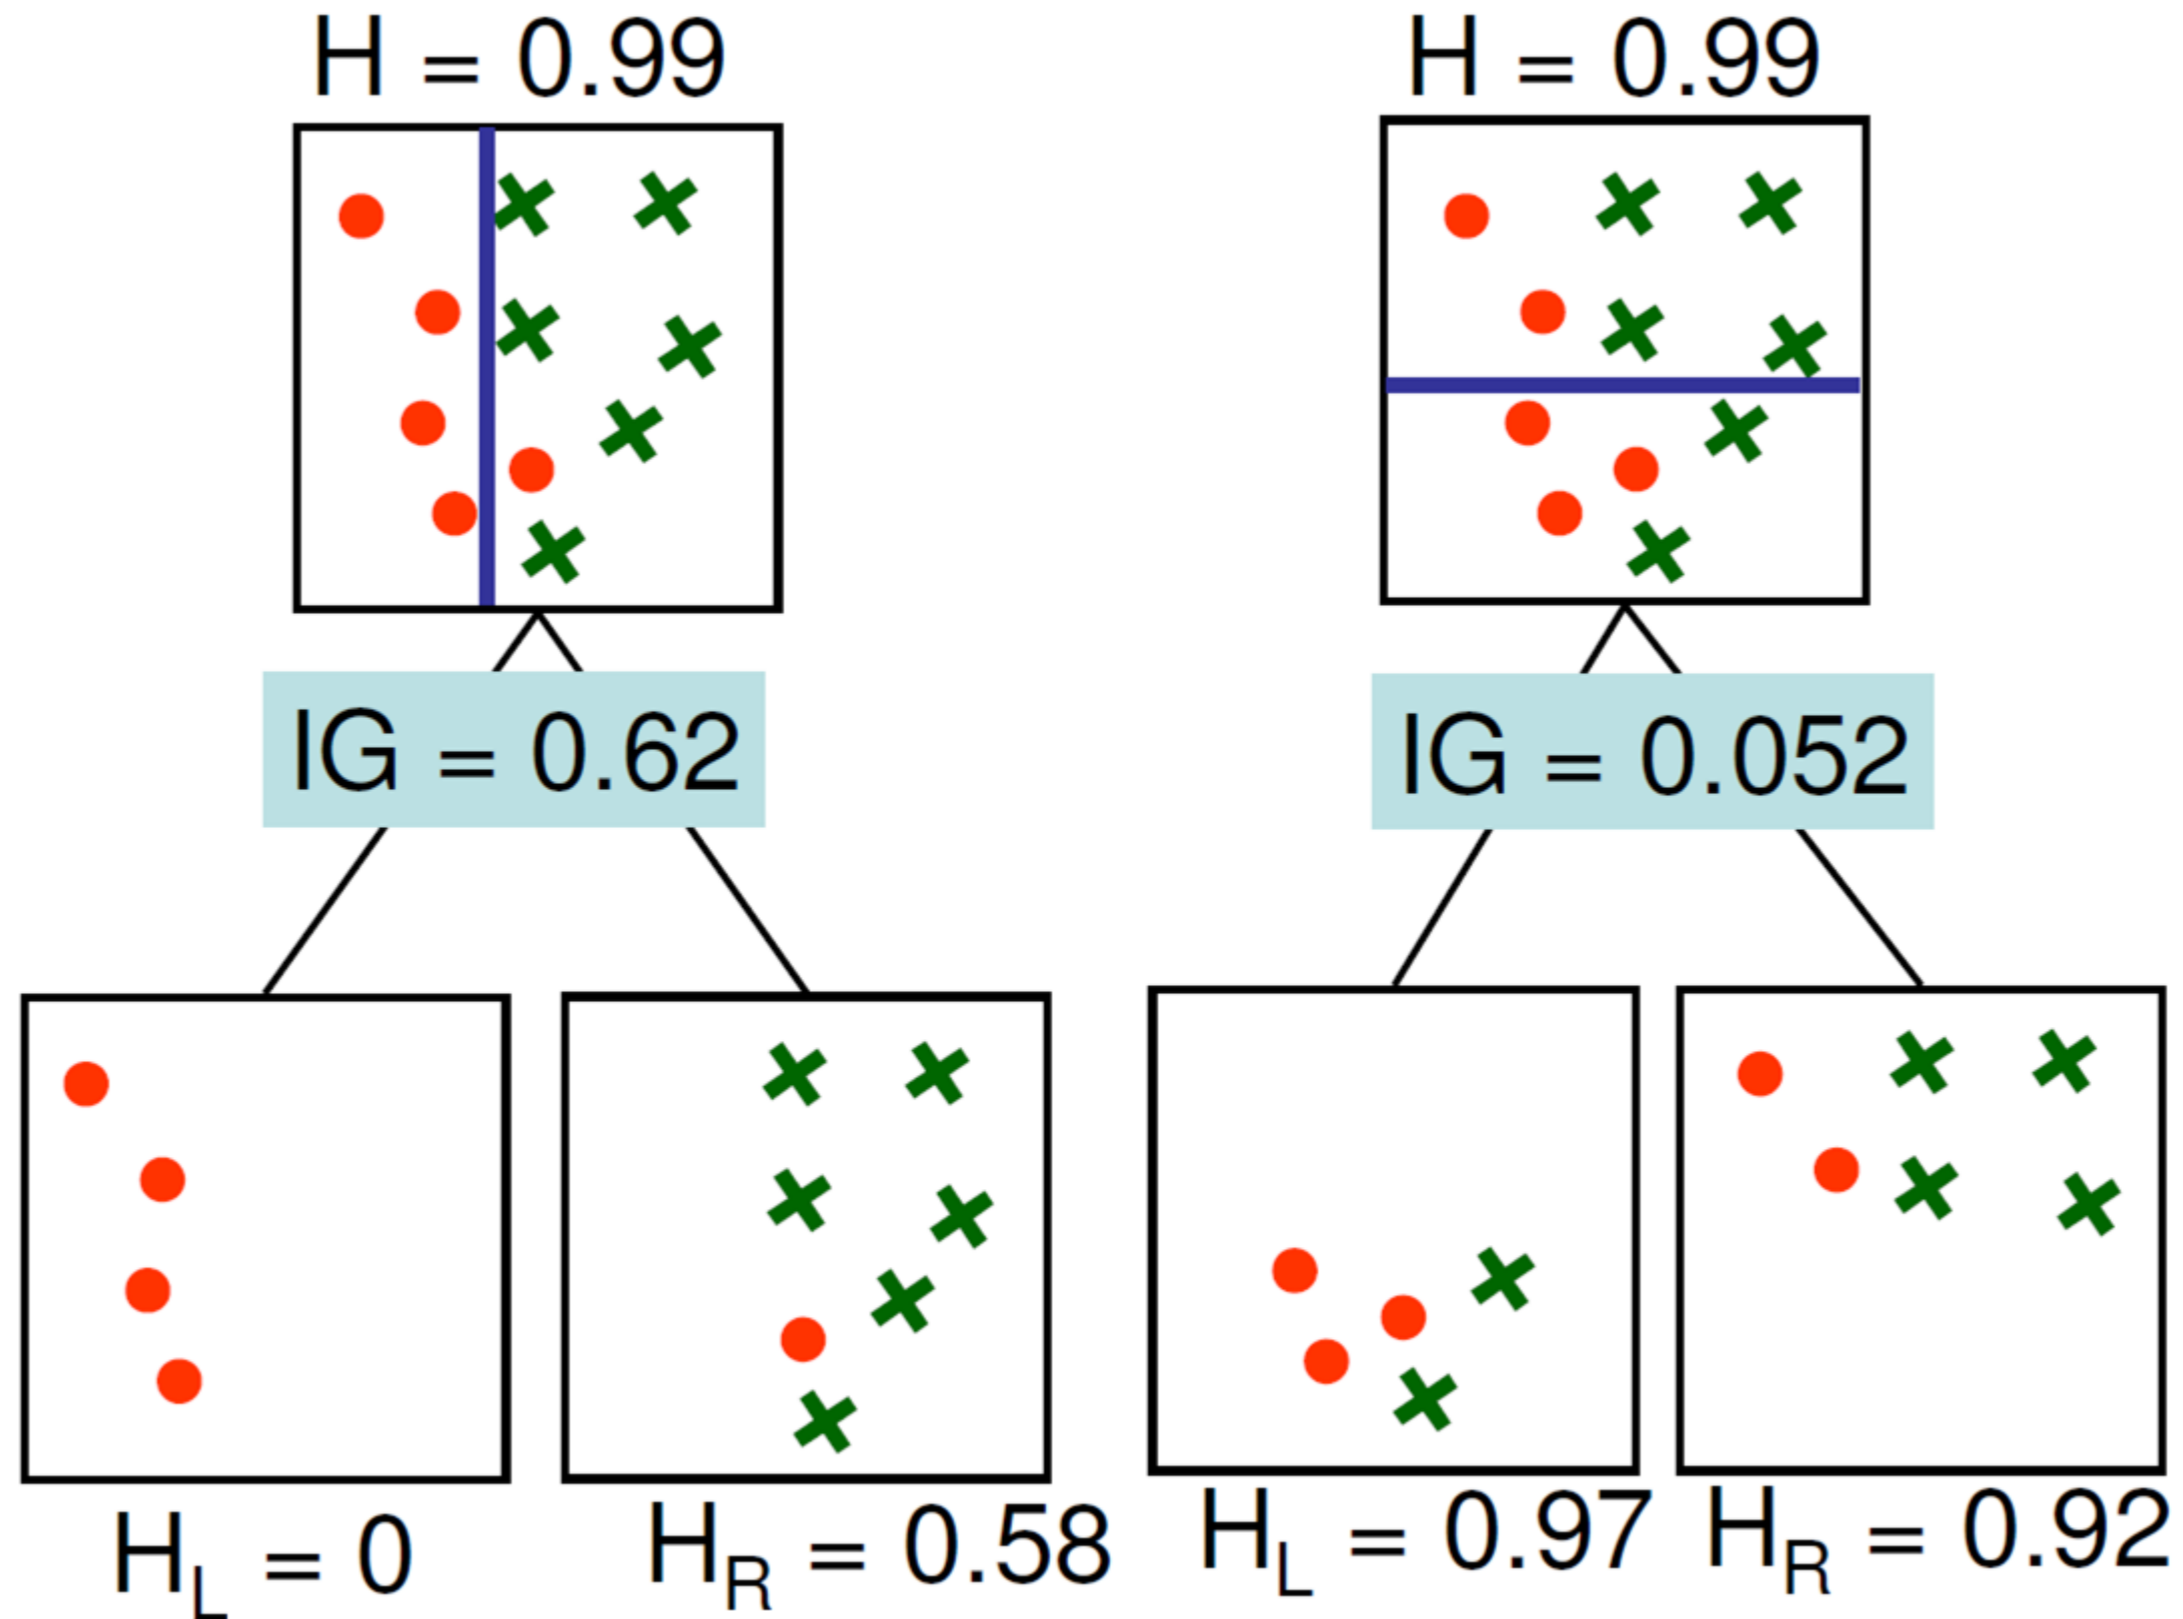 H = 0.99
H = 0.99
IG = 0.62
IG = 0.052
H_L = 0
H_R = 0.58
H_L = 0.97
H_R = 0.92